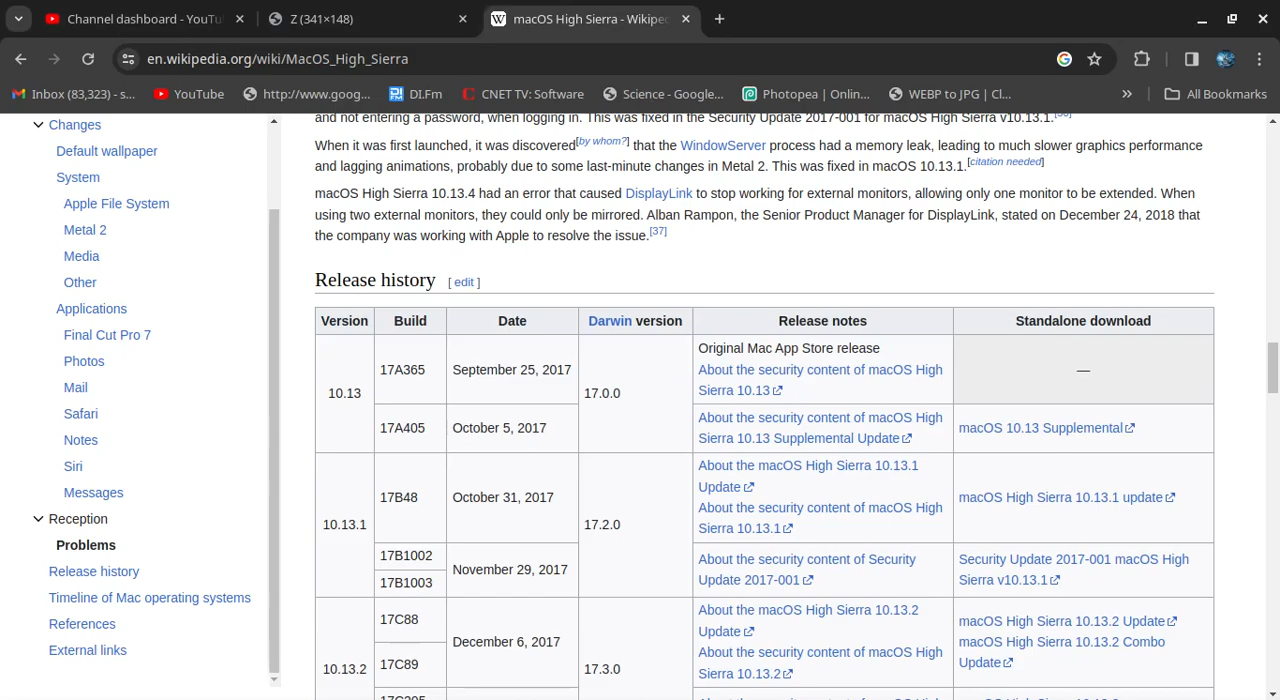 Channel dashboard - YouTu
Z (341×148)
macOS High Sierra - Wikipe
en.wikipedia.org/wiki/MacOS_High_Sierra
Inbox (83,323) - s...
YouTube
http://www.goog...
DI.Fm
CNET TV: Software
Science - Google...
Photopea | Onlin...
WEBP to JPG | Cl...
All Bookmarks
Changes
Default wallpaper
System
Apple File System
Metal 2
Media
Other
Applications
Final Cut Pro 7
Photos
Mail
Safari
Notes
Siri
Messages
Reception
Problems
Release history
Timeline of Mac operating systems
References
External links
and not entering a password, when logging in. This was fixed in the Security Update 2017-001 for macOS High Sierra v10.13.1.
When it was first launched, it was discovered[by whom?] that the WindowServer process had a memory leak, leading to much slower graphics performance
and lagging animations, probably due to some last-minute changes in Metal 2. This was fixed in macOS 10.13.1.[citation needed]
macOS High Sierra 10.13.4 had an error that caused DisplayLink to stop working for external monitors, allowing only one monitor to be extended. When
using two external monitors, they could only be mirrored. Alban Rampon, the Senior Product Manager for DisplayLink, stated on December 24, 2018 that
the company was working with Apple to resolve the issue.[37]
Release history [ edit ]
Version Build Date Darwin version Release notes Standalone download
10.13 17A365 September 25, 2017 17.0.0 Original Mac App Store release
About the security content of macOS High
Sierra 10.13
—
17A405 October 5, 2017 About the security content of macOS High
Sierra 10.13 Supplemental Update
macOS 10.13 Supplemental
10.13.1 17B48 October 31, 2017 17.2.0 About the macOS High Sierra 10.13.1
Update
About the security content of macOS High
Sierra 10.13.1
macOS High Sierra 10.13.1 update
17B1002
17B1003
November 29, 2017
About the security content of Security
Update 2017-001
Security Update 2017-001 macOS High
Sierra v10.13.1
10.13.2 17C88 December 6, 2017 17.3.0 About the macOS High Sierra 10.13.2
Update
About the security content of macOS High
Sierra 10.13.2
macOS High Sierra 10.13.2 Update
macOS High Sierra 10.13.2 Combo
Update
17C89